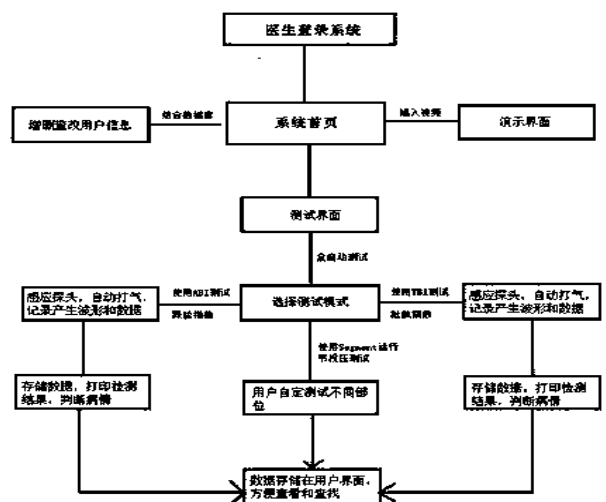 医生登录系统
增删查改用户信息
结合数据库
系统首页
插入视频
演示界面
测试界面
全自动测试
感应探头，自动打气，
记录产生波形和数据
使用ABI测试
踝肱指数
选择测试模式
使用TBI测试
趾肱指数
感应探头，自动打气，
记录产生波形和数据
使用Segment进行
节段压测试
存储数据，打印检测
结果，判断病情
用户自定测试不同部
位
存储数据，打印检测
结果，判断病情
数据存储在用户界面，
方便查看和查找